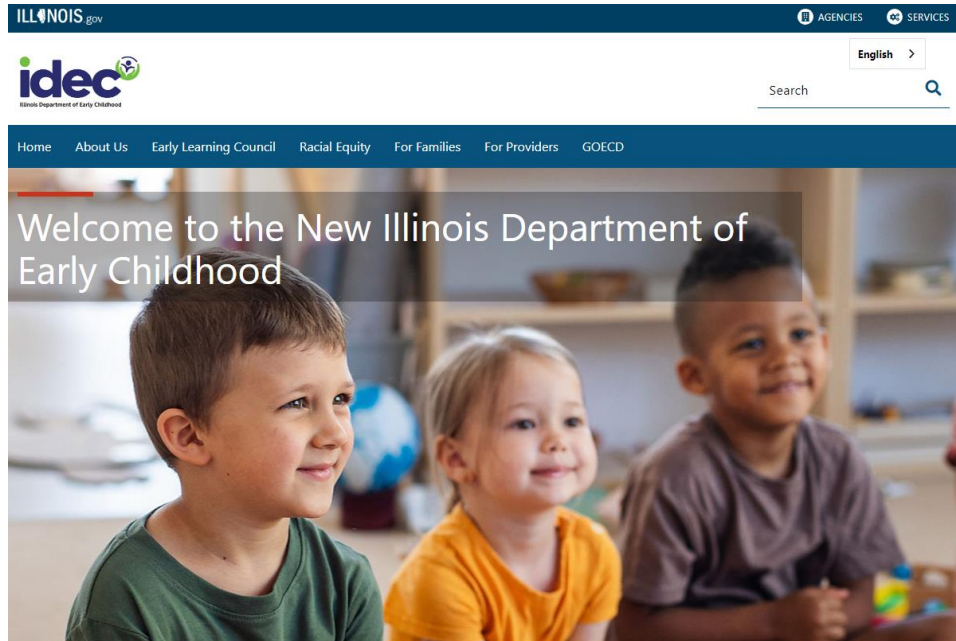 ILLINOIS.gov
AGENCIES
SERVICES
idec
Illinois Department of Early Childhood
English
Search
Home
About Us
Early Learning Council
Racial Equity
For Families
For Providers
GOECD
Welcome to the New Illinois Department of
Early Childhood